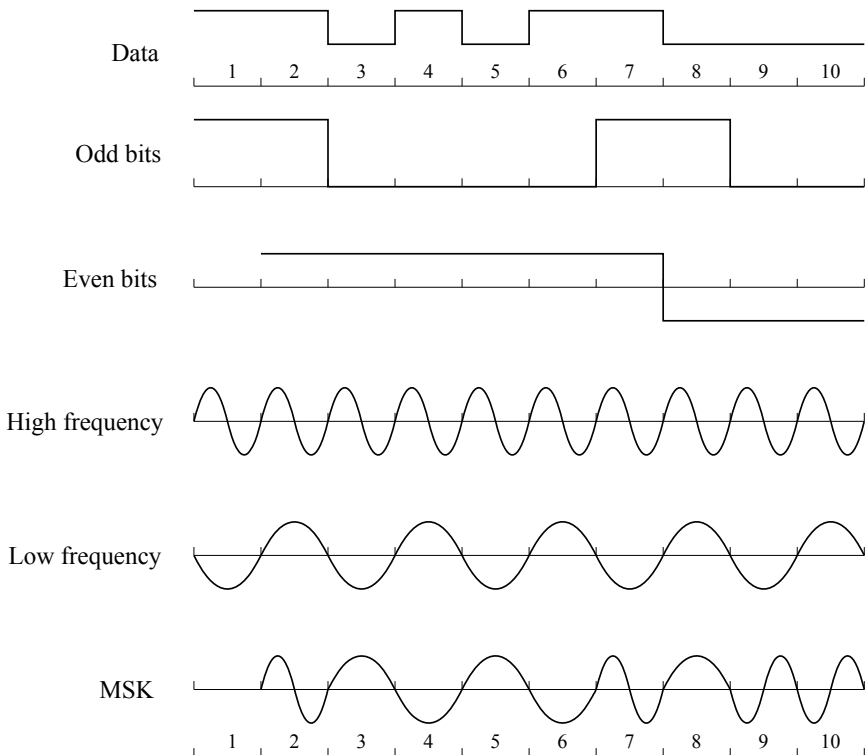 Data
1 2 3 4 5 6 7 8 9 10
Odd bits
Even bits
High frequency
Low frequency
MSK
1 2 3 4 5 6 7 8 9 10